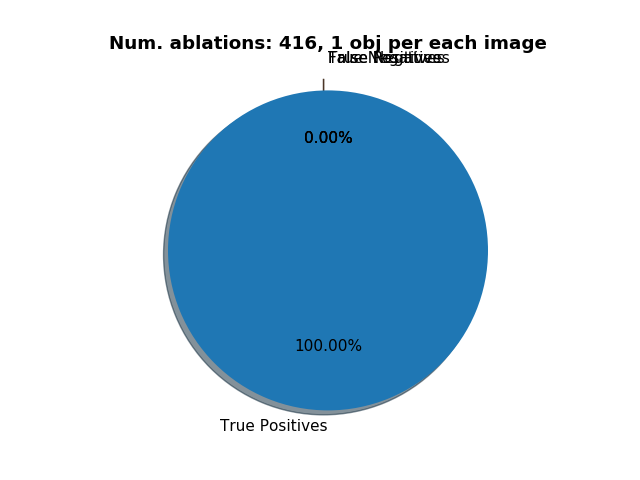 Num. ablations: 416, 1 obj per each image
0.00%
100.00%
True Positives